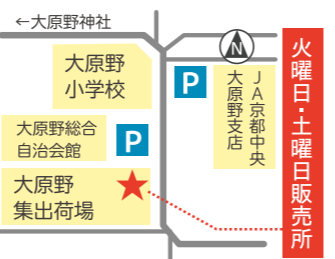 ←大原野神社
大原野
小学校
P
N
JA京都中央
大原野支店
火曜日・土曜日販売所
大原野総合
自治会館
P
大原野
集出荷場